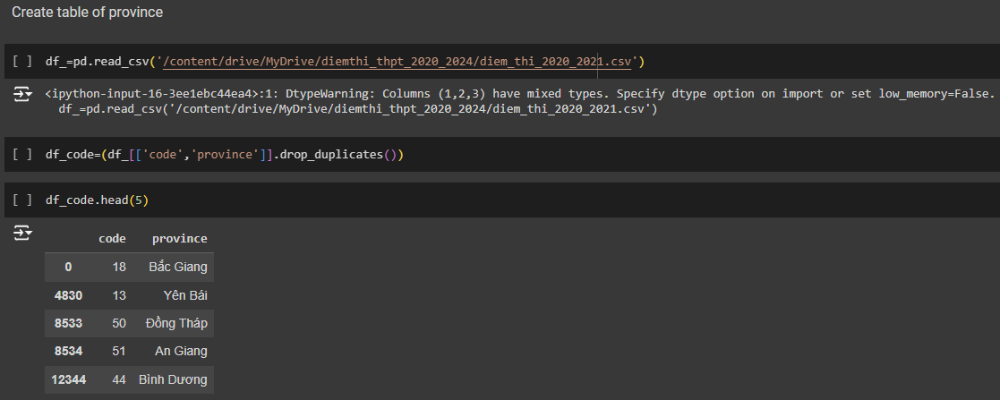 Create table of province
[ ] df_=pd.read_csv('/content/drive/MyDrive/diemthi_thpt_2020_2024/diem_thi_2020_2021.csv')
<ipython-input-16-3ee1ebc44ea4>:1: DtypeWarning: Columns (1,2,3) have mixed types. Specify dtype option on import or set low_memory=False.
df_=pd.read_csv('/content/drive/MyDrive/diemthi_thpt_2020_2024/diem_thi_2020_2021.csv')
[ ] df_code=(df_[['code','province']].drop_duplicates())
[ ] df_code.head(5)
code province
0 18 Bắc Giang
4830 13 Yên Bái
8533 50 Đồng Tháp
8534 51 An Giang
12344 44 Bình Dương